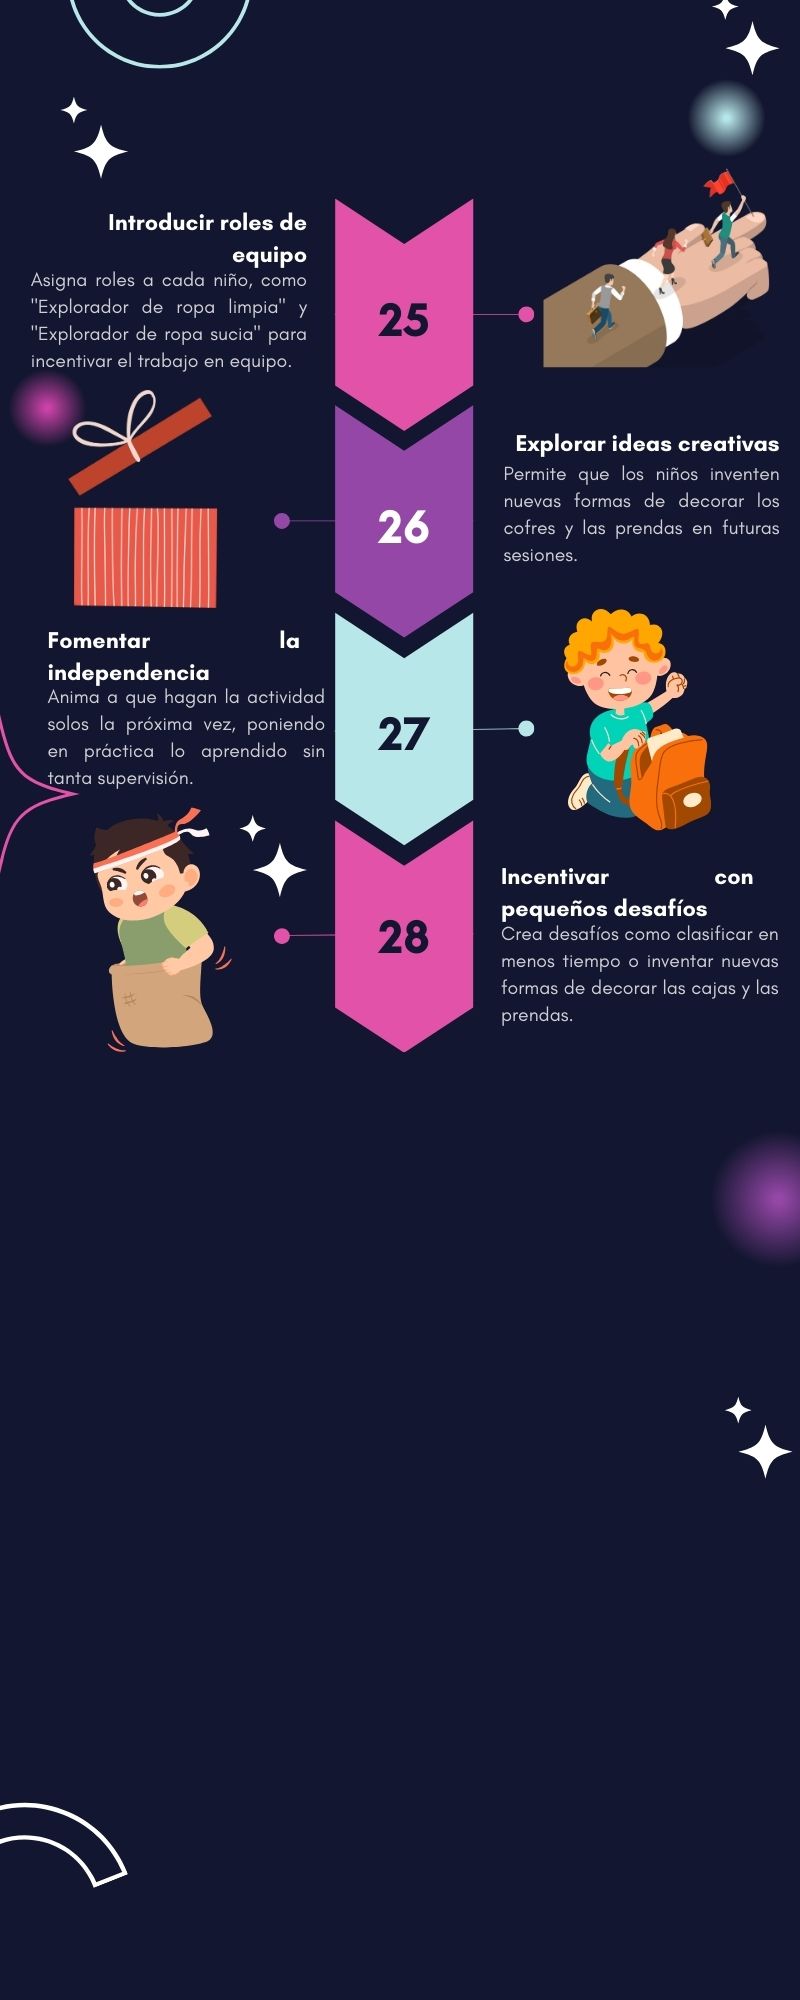 Introducir roles de
equipo
Asigna roles a cada niño, como
"Explorador de ropa limpia" y
"Explorador de ropa sucia" para
incentivar el trabajo en equipo.
25
Explorar ideas creativas
Permite que los niños inventen
nuevas formas de decorar los
cofres y las prendas en futuras
sesiones.
26
Fomentar la
independencia
Anima a que hagan la actividad
solos la próxima vez, poniendo
en práctica lo aprendido sin
tanta supervisión.
27
Incentivar con
pequeños desafíos
Crea desafíos como clasificar en
menos tiempo o inventar nuevas
formas de decorar las cajas y las
prendas.
28